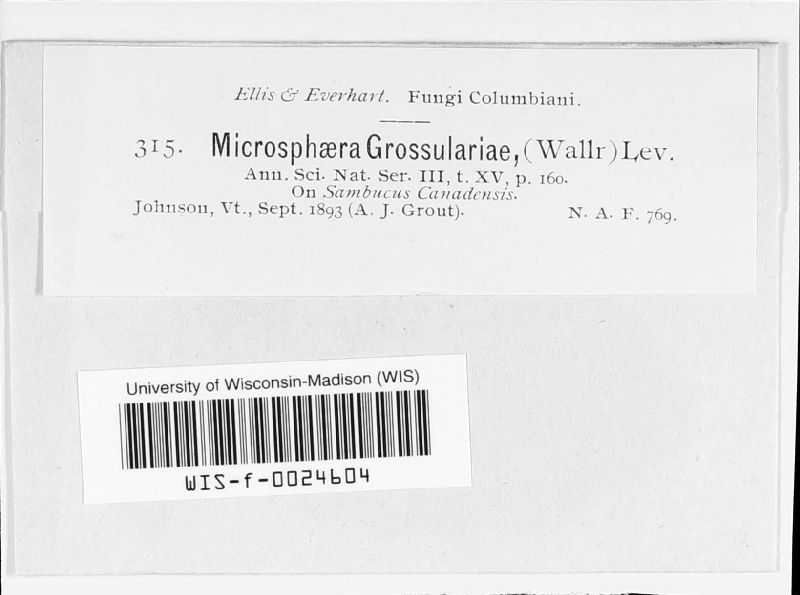 Ellis & Everhart. Fungi Columbiani.
315. Microsphæra Grossulariae, (Wallr) Lev.
Ann. Sci. Nat. Ser. III, t. XV, p. 160.
On Sambucus Canadensis.
Johnson, Vt., Sept. 1893 (A. J. Grout). N. A. F. 769.
University of Wisconsin-Madison (WIS)
WIS-f-0024604